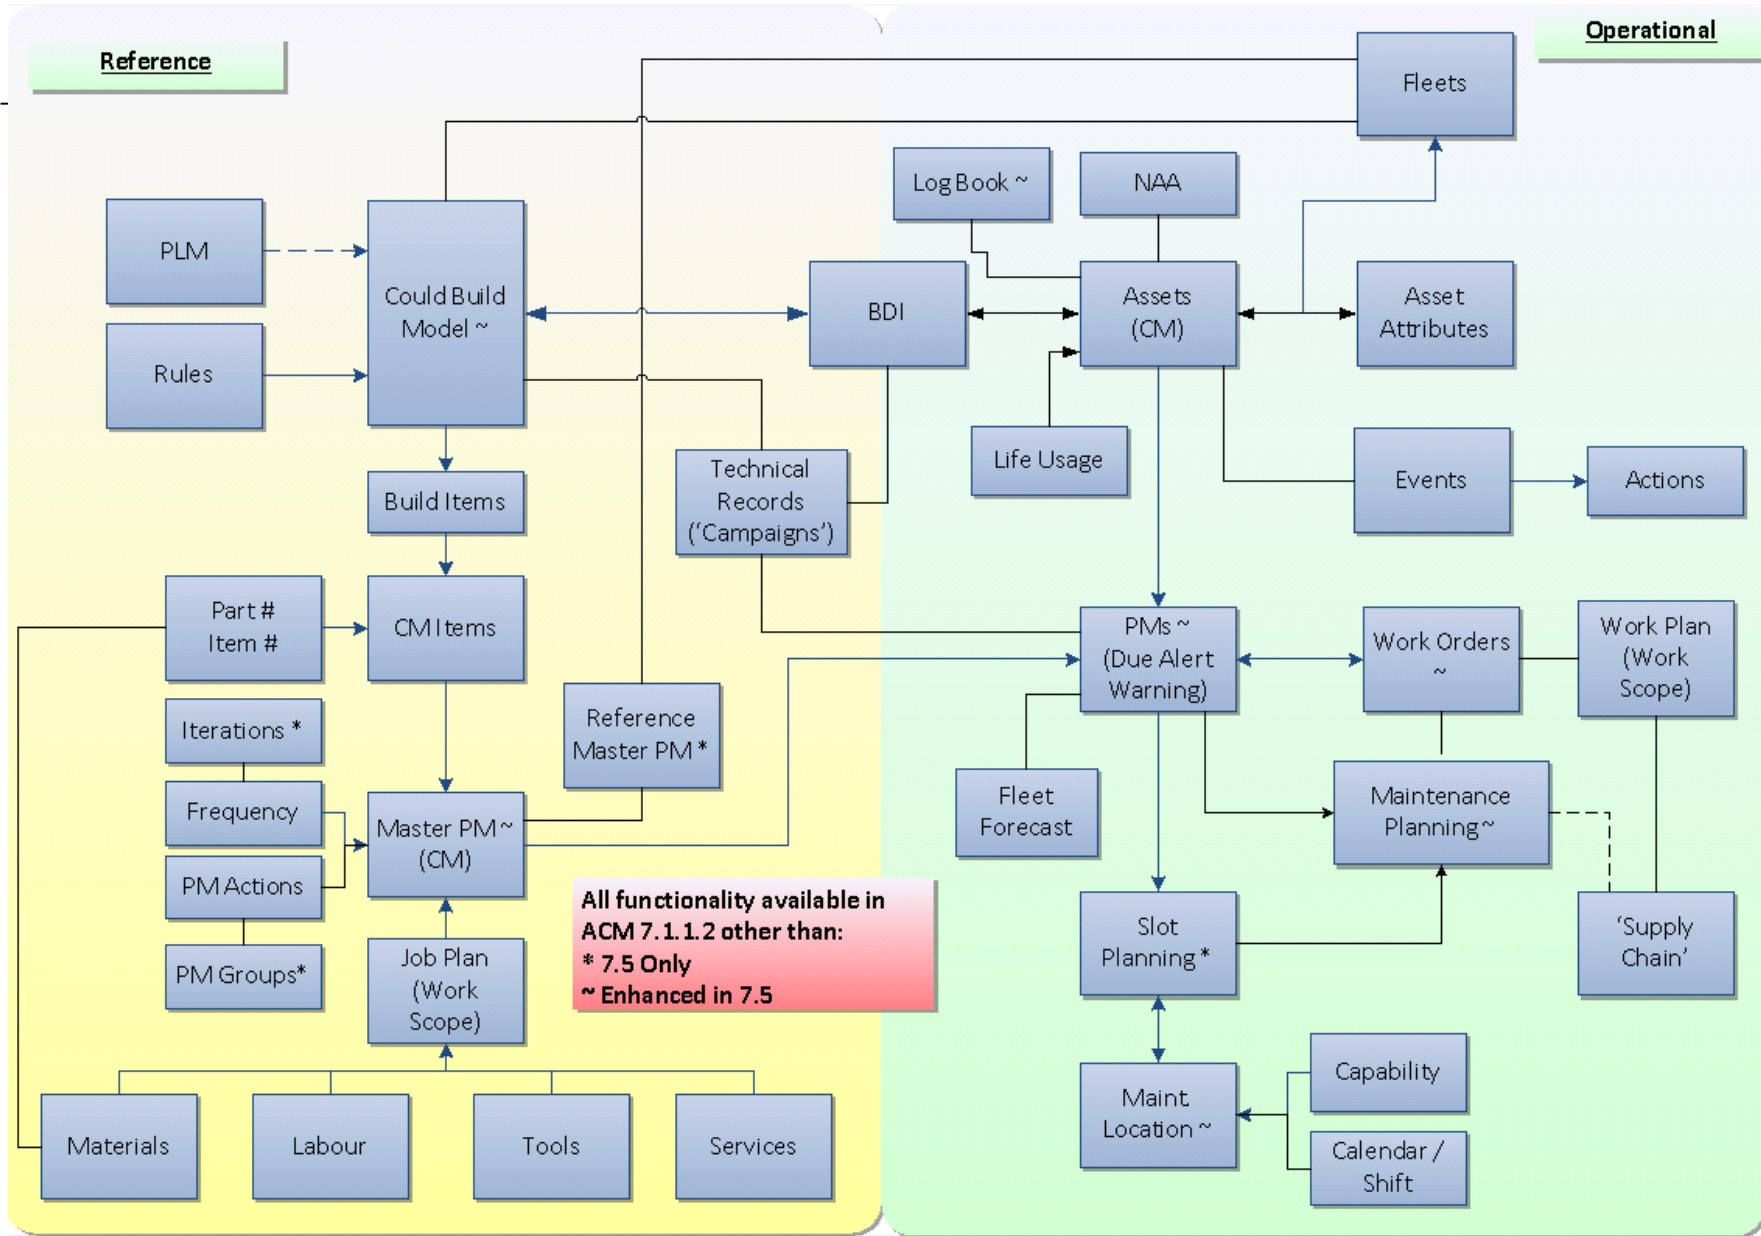 Reference
Operational
Fleets
Log Book ~
NAA
PLM
Could Build
Model ~
BDI
Assets
(CM)
Asset
Attributes
Rules
Life Usage
Technical
Records
('Campaigns')
Events
Actions
Build Items
Part #
Item #
CM Items
PMs ~
(Due Alert
Warning)
Work Orders
~
Work Plan
(Work
Scope)
Iterations *
Reference
Master PM *
Frequency
Master PM ~
(CM)
Fleet
Forecast
Maintenance
Planning ~
PM Actions
PM Groups*
Job Plan
(Work
Scope)
All functionality available in
ACM 7.1.1.2 other than:
* 7.5 Only
~ Enhanced in 7.5
Slot
Planning *
‘Supply
Chain’
Maint.
Location ~
Capability
Calendar /
Shift
Materials
Labour
Tools
Services